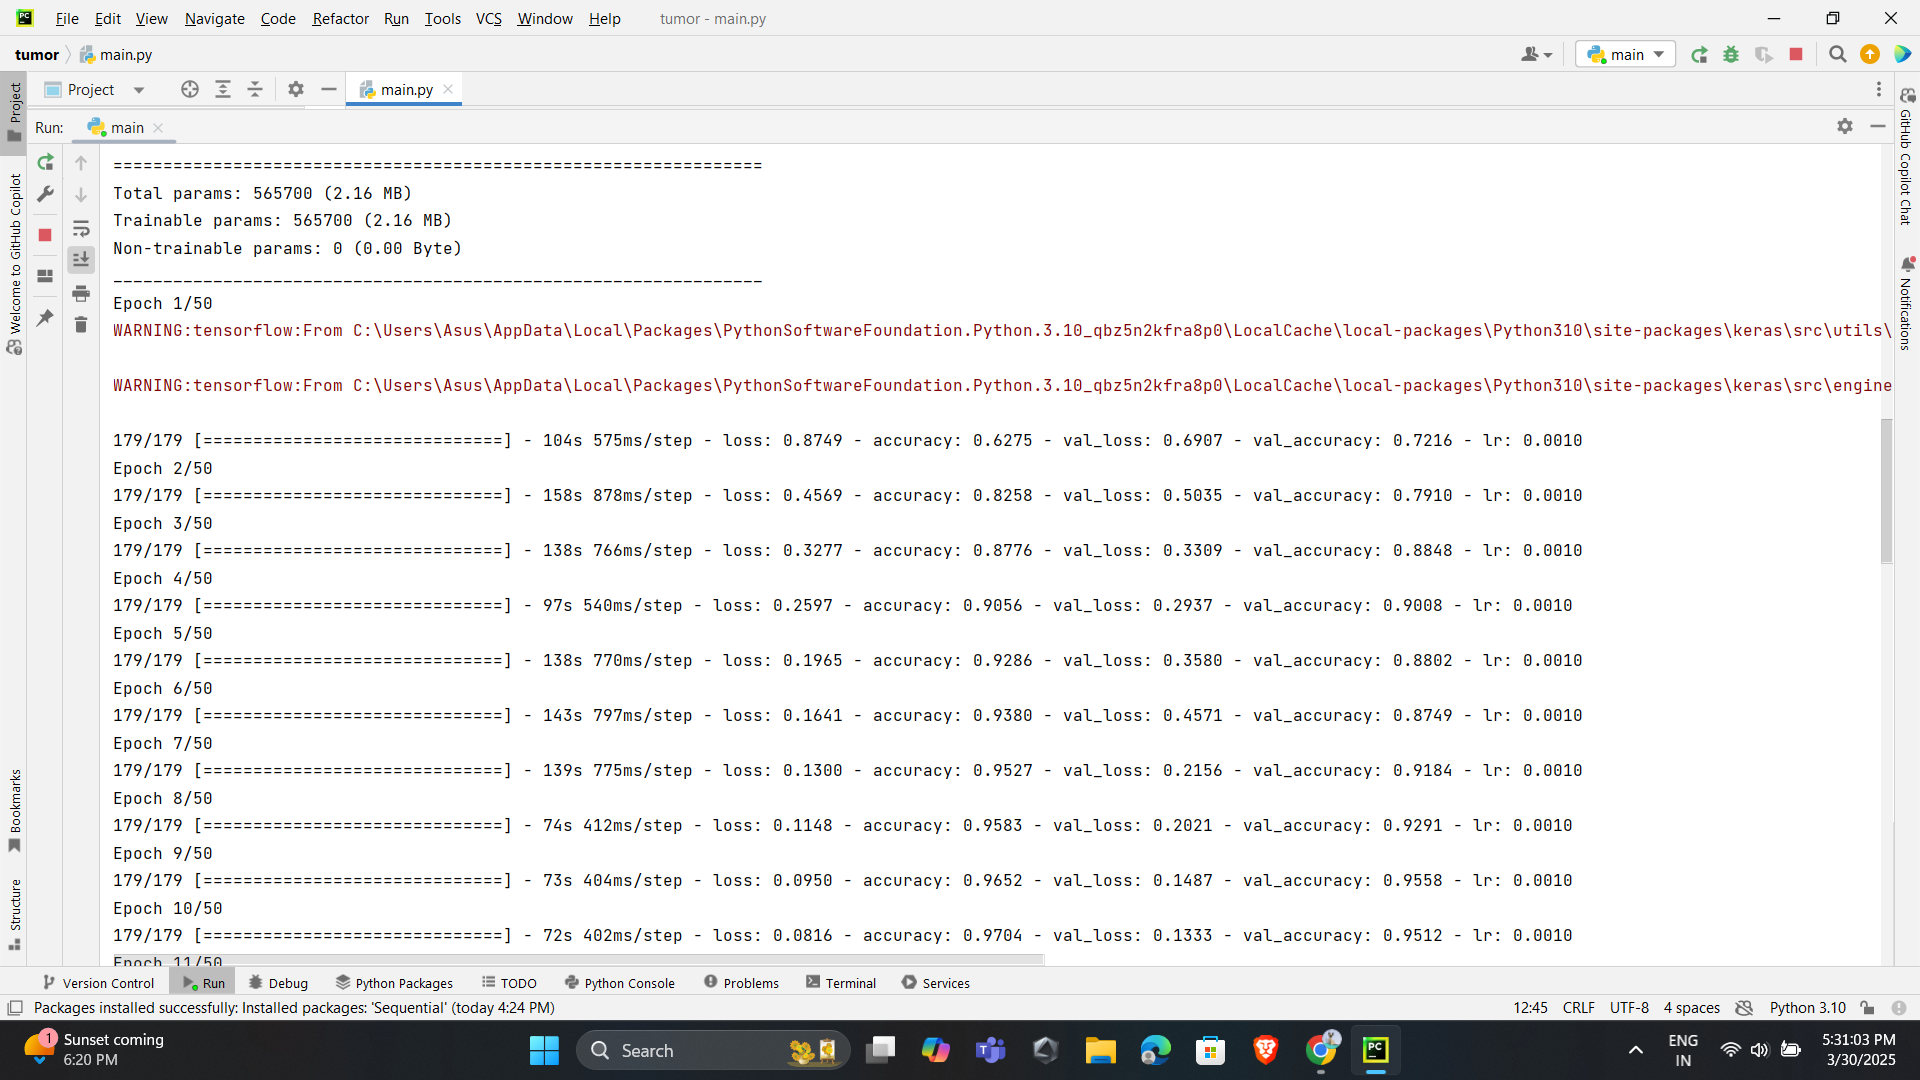 File Edit View Navigate Code Refactor Run Tools VCS Window Help tumor - main.py
tumor main.py main
Project main.py
Run: main
=================================================================
Total params: 565700 (2.16 MB)
Trainable params: 565700 (2.16 MB)
Non-trainable params: 0 (0.00 Byte)
_________________________________________________________________
Epoch 1/50
WARNING:tensorflow:From C:\Users\Asus\AppData\Local\Packages\PythonSoftwareFoundation.Python.3.10_qbz5n2kfra8p0\LocalCache\local-packages\Python310\site-packages\keras\src\utils\
WARNING:tensorflow:From C:\Users\Asus\AppData\Local\Packages\PythonSoftwareFoundation.Python.3.10_qbz5n2kfra8p0\LocalCache\local-packages\Python310\site-packages\keras\src\engine
179/179 [==============================] - 104s 575ms/step - loss: 0.8749 - accuracy: 0.6275 - val_loss: 0.6907 - val_accuracy: 0.7216 - lr: 0.0010
Epoch 2/50
179/179 [==============================] - 158s 878ms/step - loss: 0.4569 - accuracy: 0.8258 - val_loss: 0.5035 - val_accuracy: 0.7910 - lr: 0.0010
Epoch 3/50
179/179 [==============================] - 138s 766ms/step - loss: 0.3277 - accuracy: 0.8776 - val_loss: 0.3309 - val_accuracy: 0.8848 - lr: 0.0010
Epoch 4/50
179/179 [==============================] - 97s 540ms/step - loss: 0.2597 - accuracy: 0.9056 - val_loss: 0.2937 - val_accuracy: 0.9008 - lr: 0.0010
Epoch 5/50
179/179 [==============================] - 138s 770ms/step - loss: 0.1965 - accuracy: 0.9286 - val_loss: 0.3580 - val_accuracy: 0.8802 - lr: 0.0010
Epoch 6/50
179/179 [==============================] - 143s 797ms/step - loss: 0.1641 - accuracy: 0.9380 - val_loss: 0.4571 - val_accuracy: 0.8749 - lr: 0.0010
Epoch 7/50
179/179 [==============================] - 139s 775ms/step - loss: 0.1300 - accuracy: 0.9527 - val_loss: 0.2156 - val_accuracy: 0.9184 - lr: 0.0010
Epoch 8/50
179/179 [==============================] - 74s 412ms/step - loss: 0.1148 - accuracy: 0.9583 - val_loss: 0.2021 - val_accuracy: 0.9291 - lr: 0.0010
Epoch 9/50
179/179 [==============================] - 73s 404ms/step - loss: 0.0950 - accuracy: 0.9652 - val_loss: 0.1487 - val_accuracy: 0.9558 - lr: 0.0010
Epoch 10/50
179/179 [==============================] - 72s 402ms/step - loss: 0.0816 - accuracy: 0.9704 - val_loss: 0.1333 - val_accuracy: 0.9512 - lr: 0.0010
Epoch 11/50
Project
Welcome to GitHub Copilot
Bookmarks
Structure
GitHub Copilot Chat
Notifications
Version Control Run Debug Python Packages TODO Python Console Problems Terminal Services
Packages installed successfully: Installed packages: 'Sequential' (today 4:24 PM) 12:45 CRLF UTF-8 4 spaces Python 3.10
1 Sunset coming
6:20 PM
Search
ENG
IN
5:31:03 PM
3/30/2025